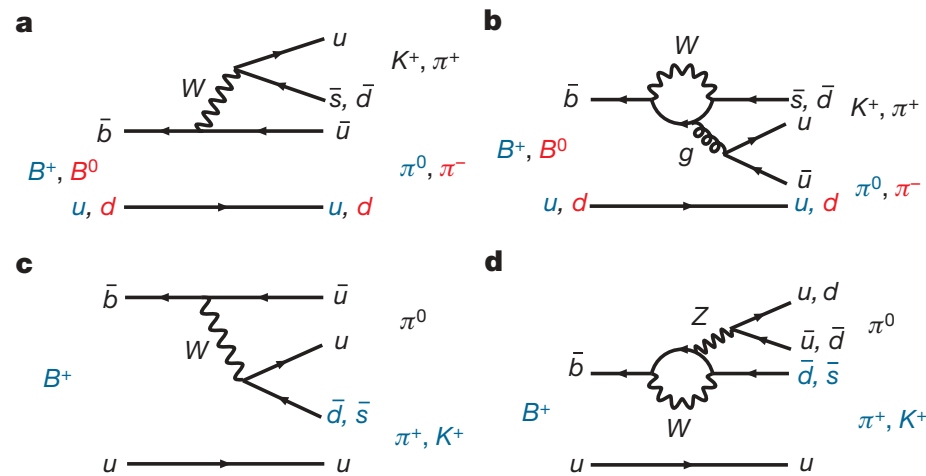 a
u
K⁺, π⁺
W
s̄, d̄
b̄
ū
B⁺, B⁰
π⁰, π⁻
u, d
u, d
b
W
b̄
s̄, d̄
u
K⁺, π⁺
g
B⁺, B⁰
ū
π⁰, π⁻
u, d
u, d
c
b̄
ū
π⁰
W
u
B⁺
d̄, s̄
π⁺, K⁺
u
u
d
u, d
Z
π⁰
ū, d̄
b̄
d̄, s̄
B⁺
W
π⁺, K⁺
u
u